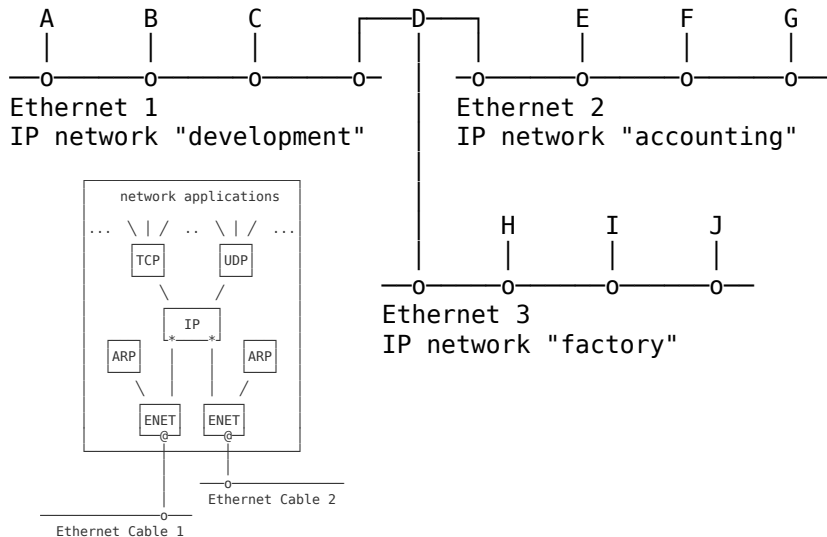 A B C D E F G
o o o o o o o o
Ethernet 1 Ethernet 2
IP network "development" IP network "accounting"
network applications
... \ | / .. \ | / ...
TCP UDP
H I J
o o o o
Ethernet 3
IP network "factory"
IP
* *
ARP ARP
ENET ENET
@ @
o
Ethernet Cable 2
o
Ethernet Cable 1